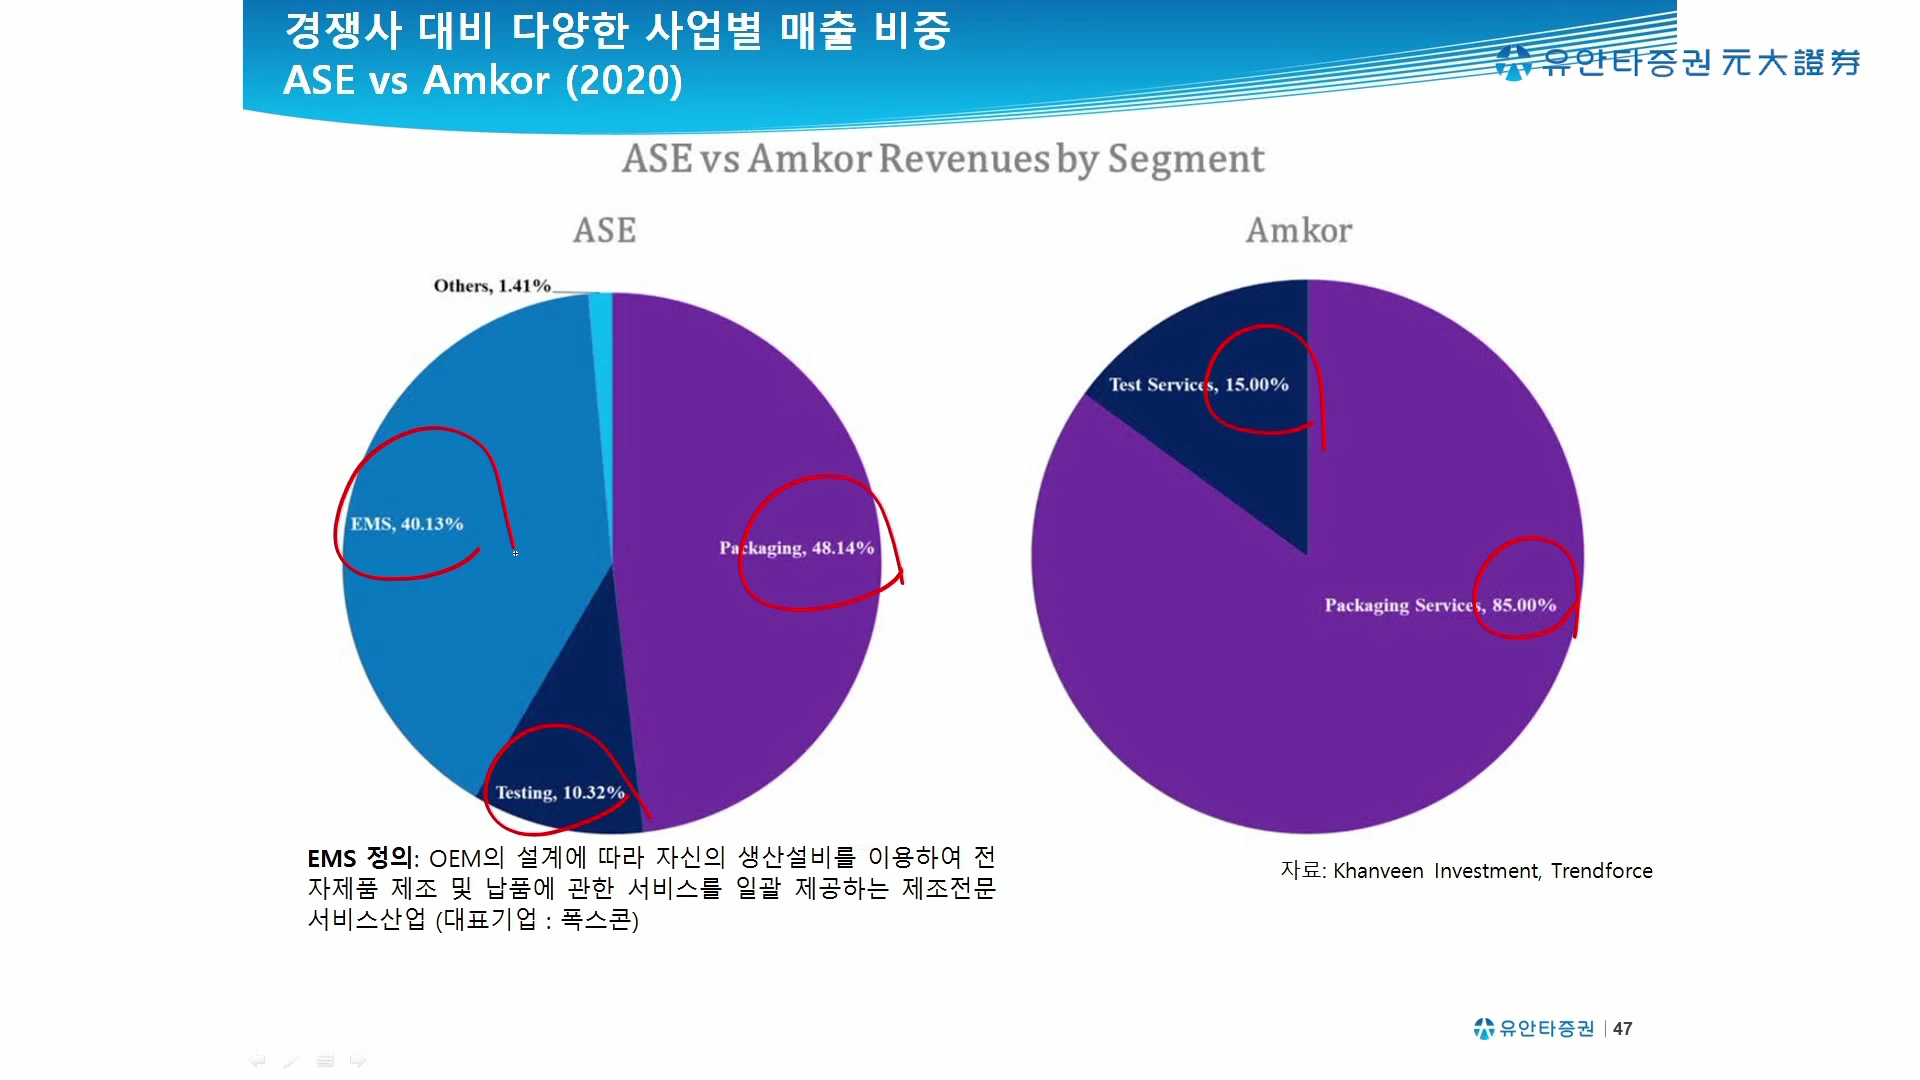 경쟁사 대비 다양한 사업별 매출 비중
ASE vs Amkor (2020)
유안타증권 元大證券
ASE vs Amkor Revenues by Segment
ASE
Amkor
Others, 1.41%
EMS, 40.13%
Packaging, 48.14%
Testing, 10.32%
Test Services, 15.00%
Packaging Services, 85.00%
EMS 정의: OEM의 설계에 따라 자신의 생산설비를 이용하여 전
자제품 제조 및 납품에 관한 서비스를 일괄 제공하는 제조전문
서비스산업 (대표기업 : 폭스콘)
자료: Khanveen Investment, Trendforce
유안타증권 | 47